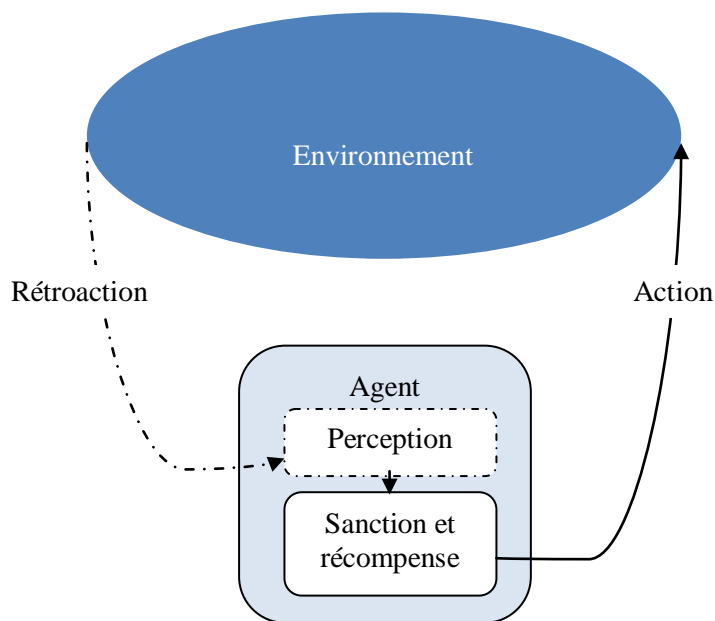 Environnement
Rétroaction
Action
Agent
Perception
Sanction et
récompense